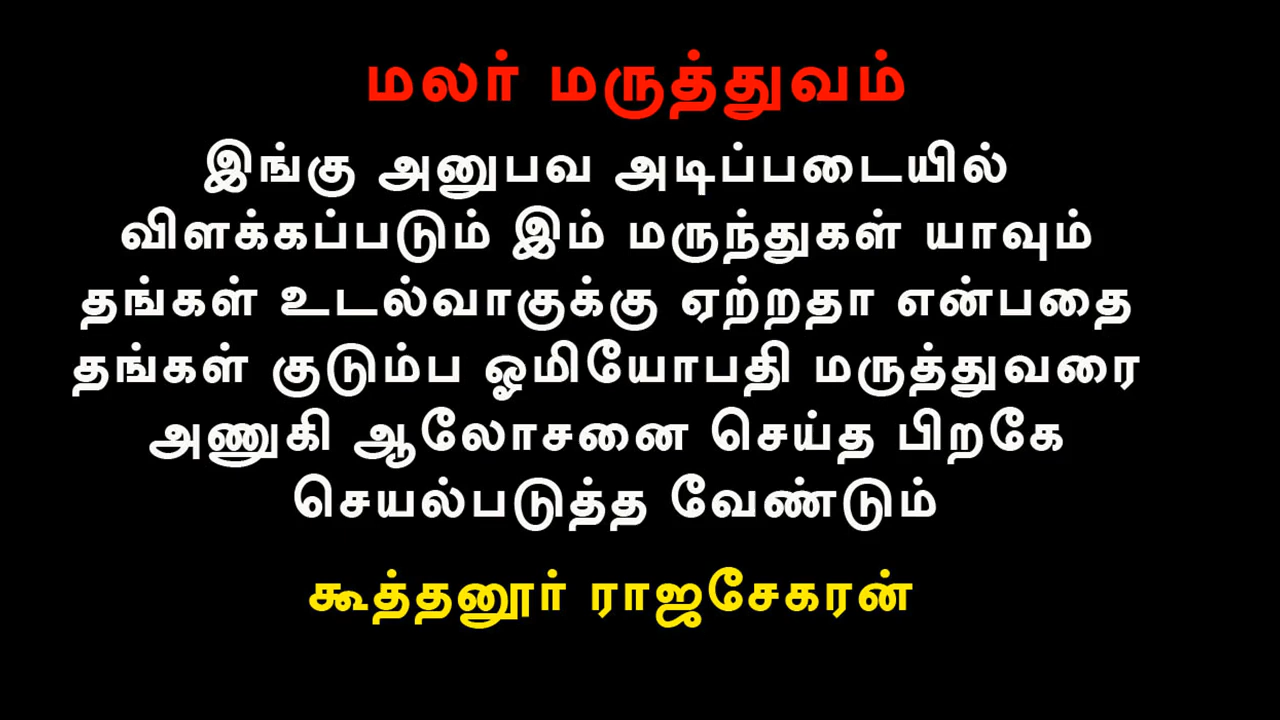 மலர் மருத்துவம்
இங்கு அனுபவ அடிப்படையில்
விளக்கப்படும் இம் மருந்துகள் யாவும்
தங்கள் உடல்வாகுக்கு ஏற்றதா என்பதை
தங்கள் குடும்ப ஓமியோபதி மருத்துவரை
அணுகி ஆலோசனை செய்த பிறகே
செயல்படுத்த வேண்டும்
கூத்தனூர் ராஜசேகரன்